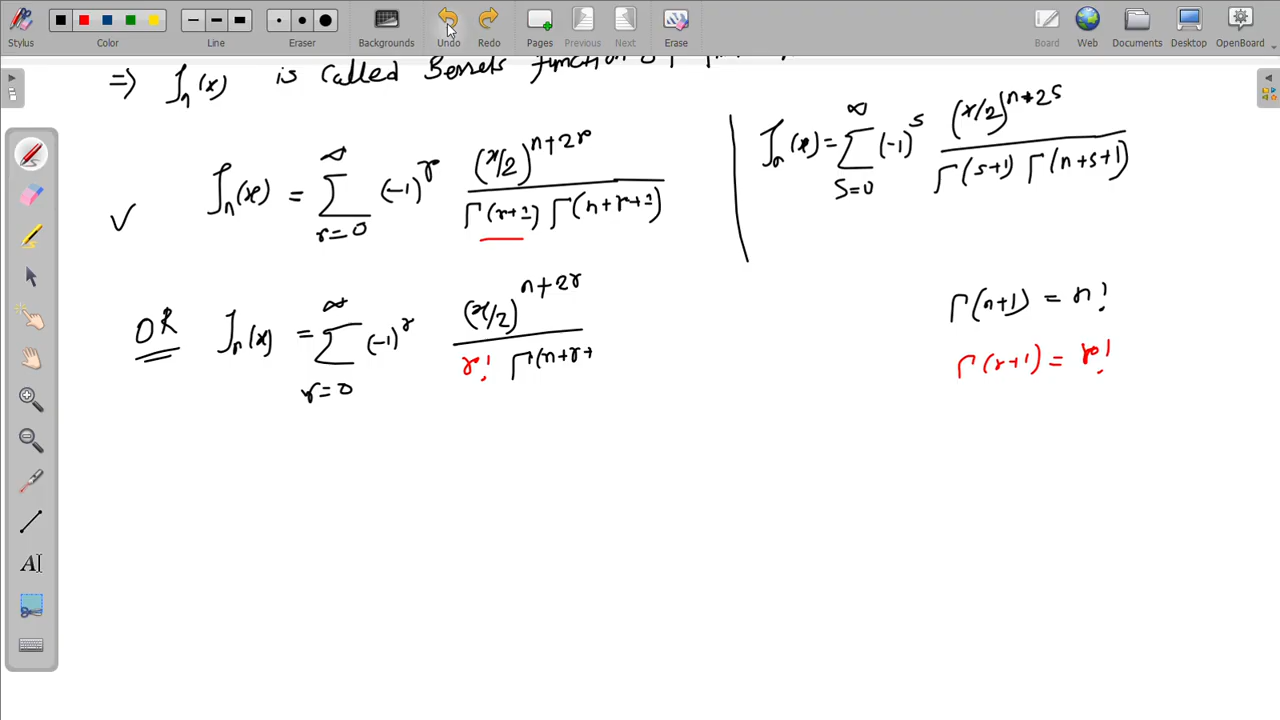 Stylus Color Line Eraser Backgrounds Undo Redo Pages Previous Next Erase Board Web Documents Desktop OpenBoard
⇒ Jn(x) is called Bessels function
Jn(x) = ∑ r=0 ∞ (-1)^r (x/2)^(n+2r) / Γ(r+1) Γ(n+r+1)
Jn(x) = ∑ s=0 ∞ (-1)^s (x/2)^(n+2s) / Γ(s+1) Γ(n+s+1)
OR Jn(x) = ∑ r=0 ∞ (-1)^r (x/2)^(n+2r) / r! Γ(n+r+
Γ(n+1) = n!
Γ(r+1) = r!
AI